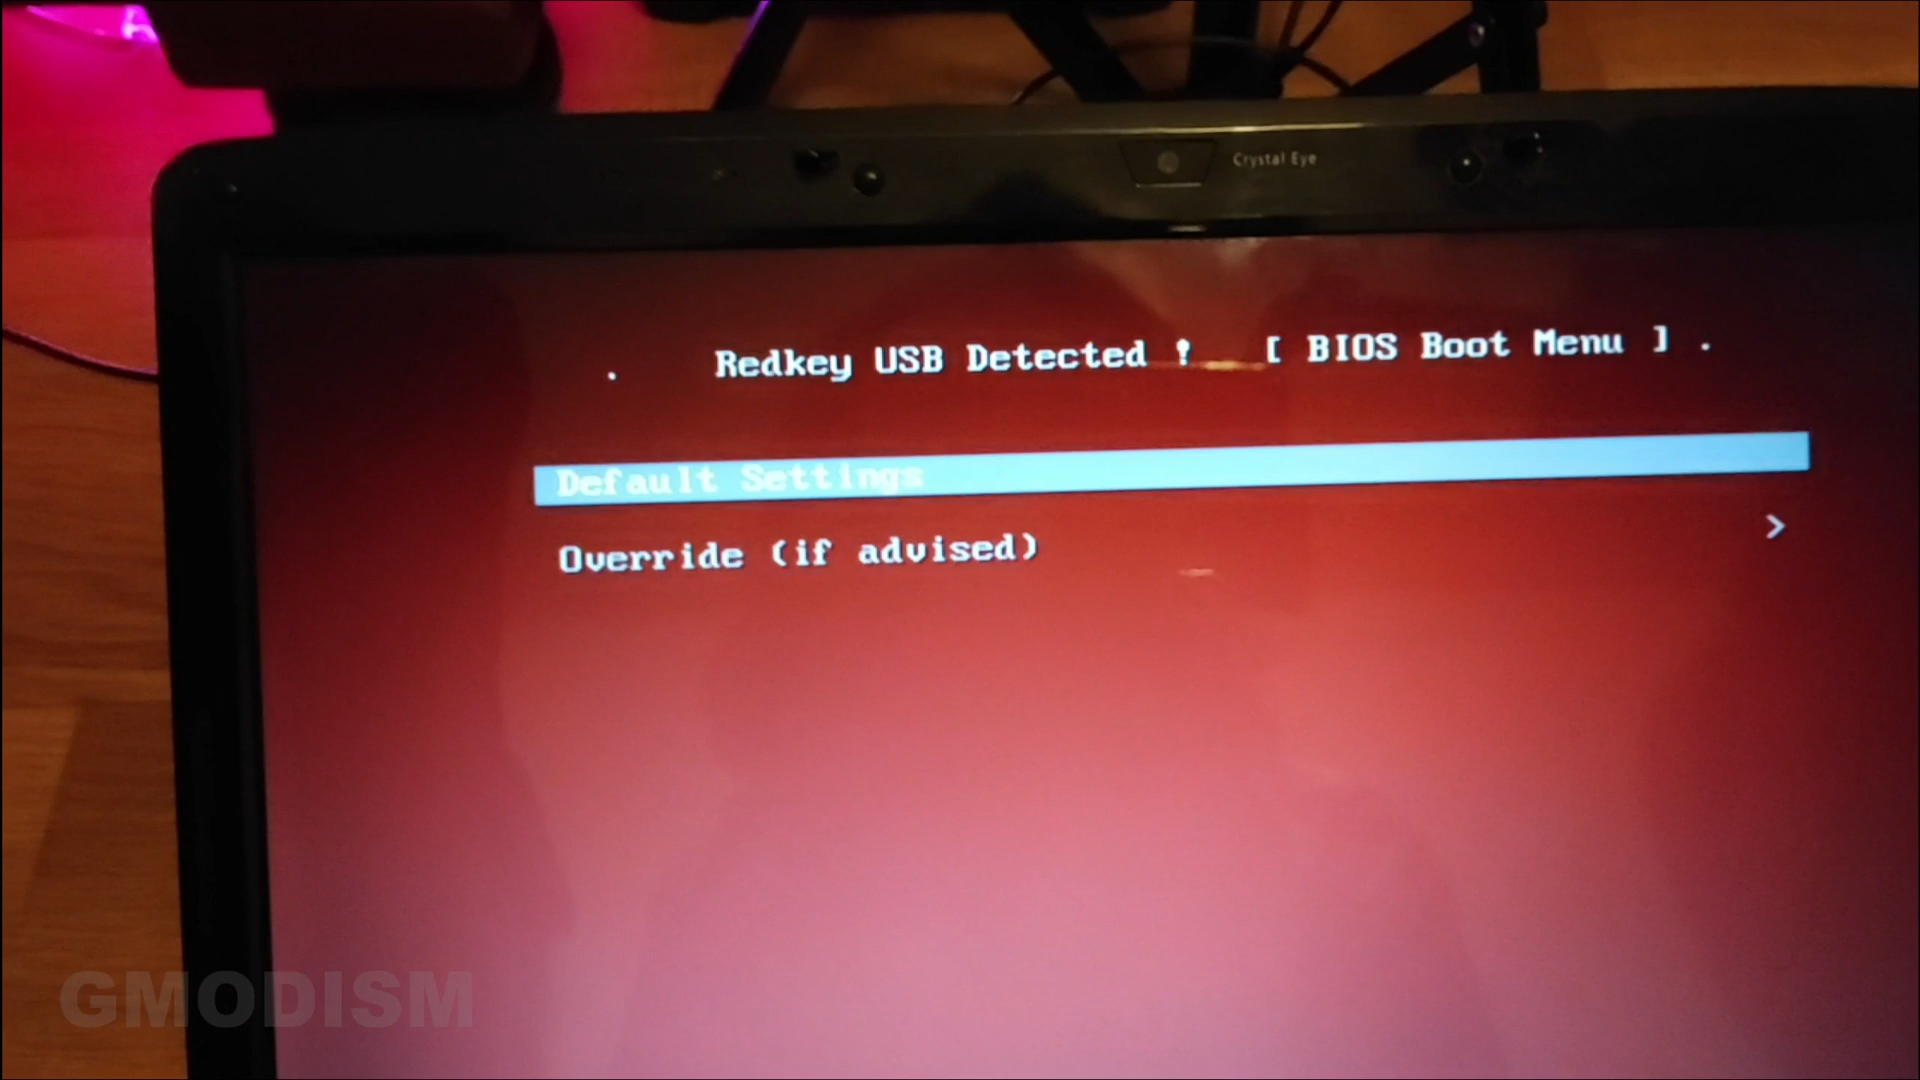 Crystal Eye
. Redkey USB Detected ! [ BIOS Boot Menu ] .
Default Settings
Override (if advised) >
GMODISM